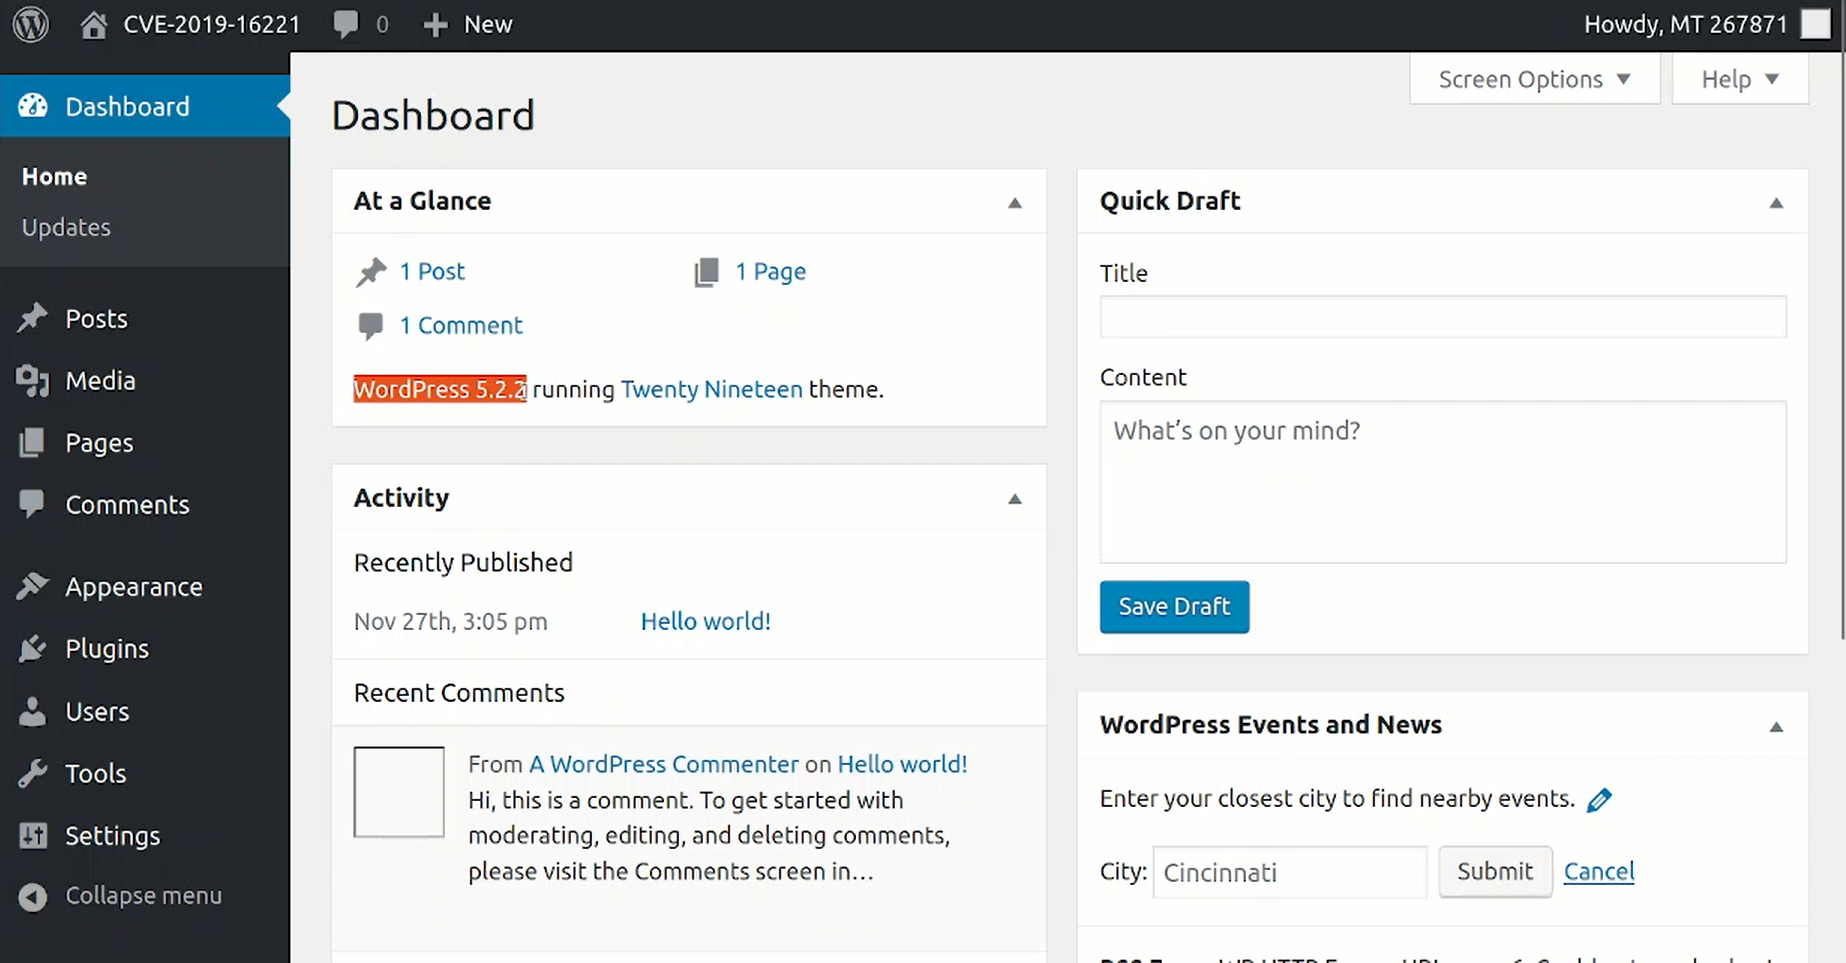 CVE-2019-16221 0 New Howdy, MT 267871
Screen Options Help
Dashboard
Home
Updates
Posts
Media
Pages
Comments
Appearance
Plugins
Users
Tools
Settings
Collapse menu
Dashboard
At a Glance
1 Post 1 Page
1 Comment
WordPress 5.2.2 running Twenty Nineteen theme.
Activity
Recently Published
Nov 27th, 3:05 pm Hello world!
Recent Comments
From A WordPress Commenter on Hello world!
Hi, this is a comment. To get started with
moderating, editing, and deleting comments,
please visit the Comments screen in…
Quick Draft
Title
Content
What’s on your mind?
Save Draft
WordPress Events and News
Enter your closest city to find nearby events.
City: Cincinnati Submit Cancel